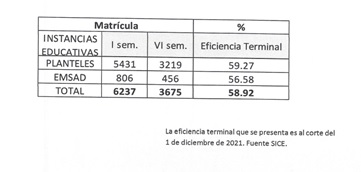 Matrícula %
INSTANCIAS EDUCATIVAS I sem. VI sem. Eficiencia Terminal
PLANTELES 5431 3219 59.27
EMSAD 806 456 56.58
TOTAL 6237 3675 58.92
La eficiencia terminal que se presenta es al corte del
1 de diciembre de 2021. Fuente SICE.